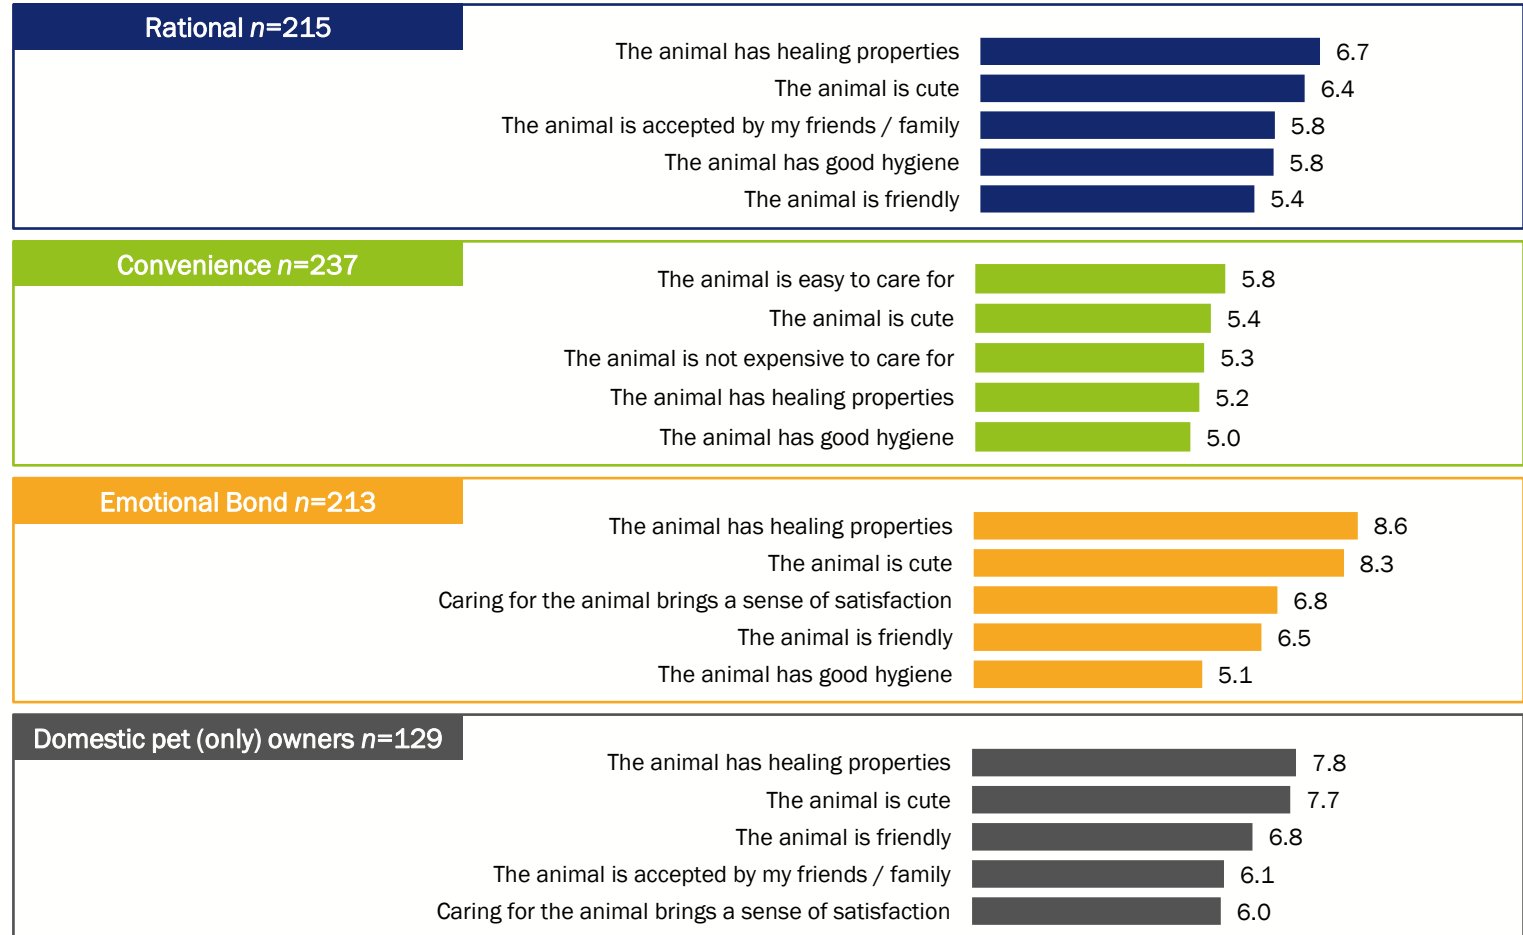 Rational n=215
The animal has healing properties 6.7
The animal is cute 6.4
The animal is accepted by my friends / family 5.8
The animal has good hygiene 5.8
The animal is friendly 5.4
Convenience n=237
The animal is easy to care for 5.8
The animal is cute 5.4
The animal is not expensive to care for 5.3
The animal has healing properties 5.2
The animal has good hygiene 5.0
Emotional Bond n=213
The animal has healing properties 8.6
The animal is cute 8.3
Caring for the animal brings a sense of satisfaction 6.8
The animal is friendly 6.5
The animal has good hygiene 5.1
Domestic pet (only) owners n=129
The animal has healing properties 7.8
The animal is cute 7.7
The animal is friendly 6.8
The animal is accepted by my friends / family 6.1
Caring for the animal brings a sense of satisfaction 6.0